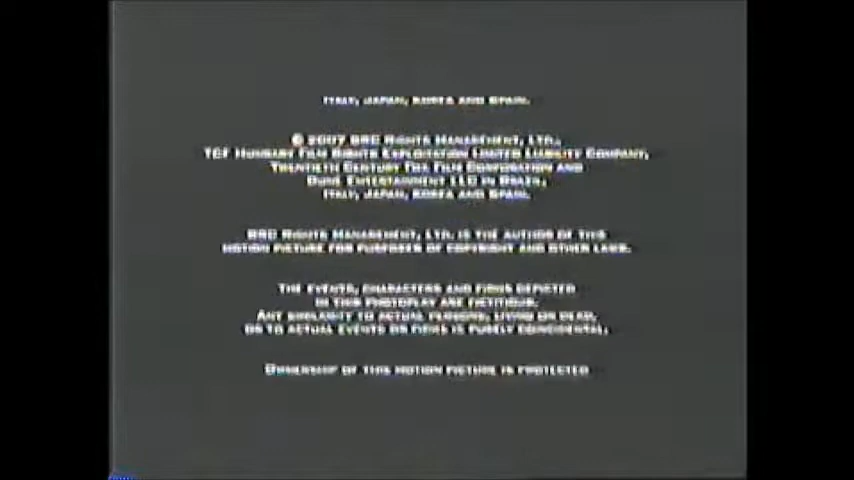 ITALY, JAPAN, KOREA AND SPAIN.
© 2007 BRC RIGHTS MANAGEMENT, LTD.,
TCF HUNGARY FILM RIGHTS EXPLOITATION LIMITED LIABILITY COMPANY,
TWENTIETH CENTURY FOX FILM CORPORATION AND
DUNE ENTERTAINMENT LLC IN BRAZIL,
ITALY, JAPAN, KOREA AND SPAIN.
BRC RIGHTS MANAGEMENT, LTD. IS THE AUTHOR OF THIS
MOTION PICTURE FOR PURPOSES OF COPYRIGHT AND OTHER LAWS.
THE EVENTS, CHARACTERS AND FIRMS DEPICTED
IN THIS PHOTOPLAY ARE FICTITIOUS.
ANY SIMILARITY TO ACTUAL PERSONS, LIVING OR DEAD,
OR TO ACTUAL EVENTS OR FIRMS IS PURELY COINCIDENTAL.
OWNERSHIP OF THIS MOTION PICTURE IS PROTECTED